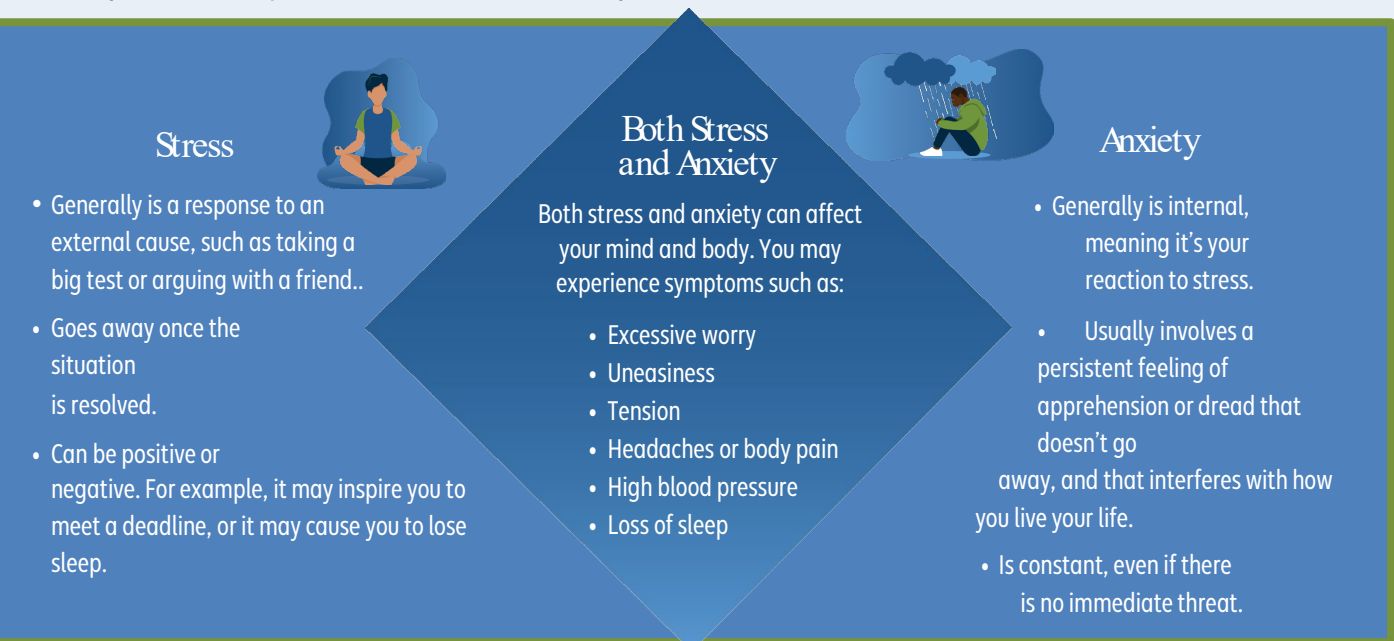 Stress
• Generally is a response to an
external cause, such as taking a
big test or arguing with a friend..
• Goes away once the
situation
is resolved.
• Can be positive or
negative. For example, it may inspire you to
meet a deadline, or it may cause you to lose
sleep.
Both Stress
and Anxiety
Both stress and anxiety can affect
your mind and body. You may
experience symptoms such as:
• Excessive worry
• Uneasiness
• Tension
• Headaches or body pain
• High blood pressure
• Loss of sleep
Anxiety
• Generally is internal,
meaning it’s your
reaction to stress.
• Usually involves a
persistent feeling of
apprehension or dread that
doesn’t go
away, and that interferes with how
you live your life.
• Is constant, even if there
is no immediate threat.